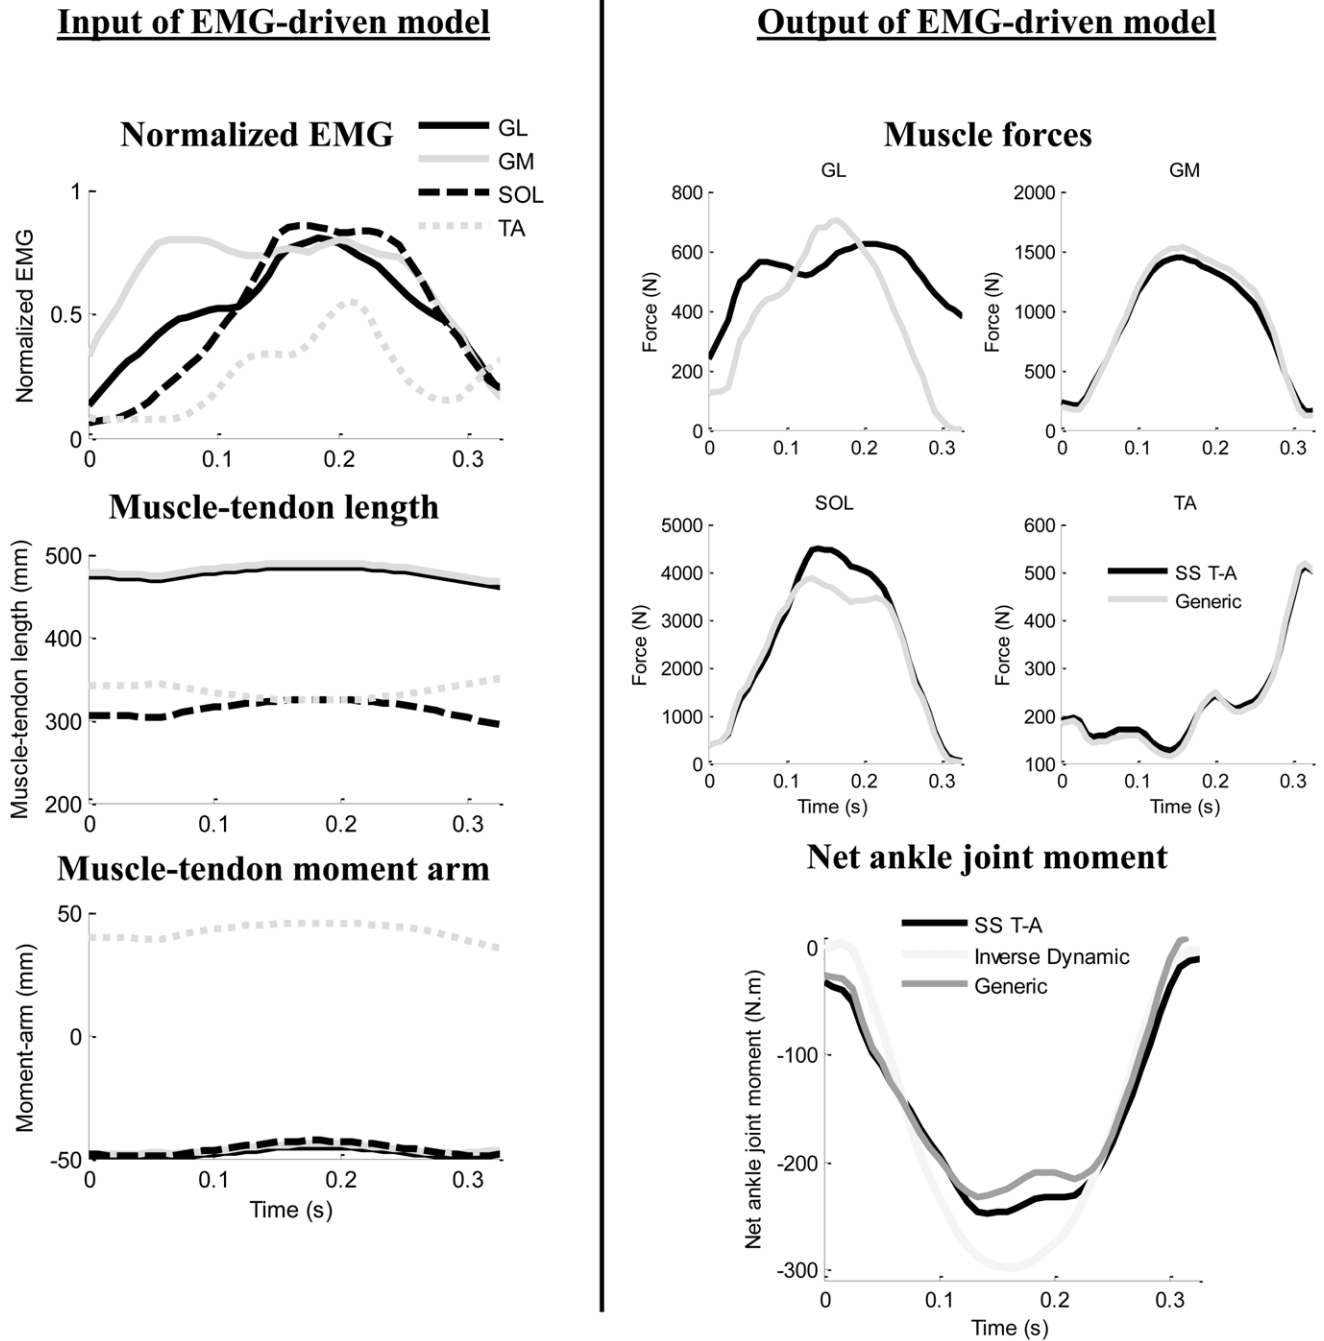 Input of EMG-driven model
Normalized EMG
GL
GM
SOL
TA
Normalized EMG
1
0.5
0
0 0.1 0.2 0.3
Muscle-tendon length
Muscle-tendon length (mm)
500
400
300
200
0 0.1 0.2 0.3
Muscle-tendon moment arm
Moment-arm (mm)
50
0
-50
0 0.1 0.2 0.3
Time (s)
Output of EMG-driven model
Muscle forces
GL
Force (N)
800
600
400
200
0
0 0.1 0.2 0.3
GM
Force (N)
2000
1500
1000
500
0
0 0.1 0.2 0.3
SOL
Force (N)
5000
4000
3000
2000
1000
0
0 0.1 0.2 0.3
Time (s)
TA
SS T-A
Generic
Force (N)
600
500
400
300
200
100
0 0.1 0.2 0.3
Time (s)
Net ankle joint moment
SS T-A
Inverse Dynamic
Generic
Net ankle joint moment (N.m)
0
-100
-200
-300
0 0.1 0.2 0.3
Time (s)